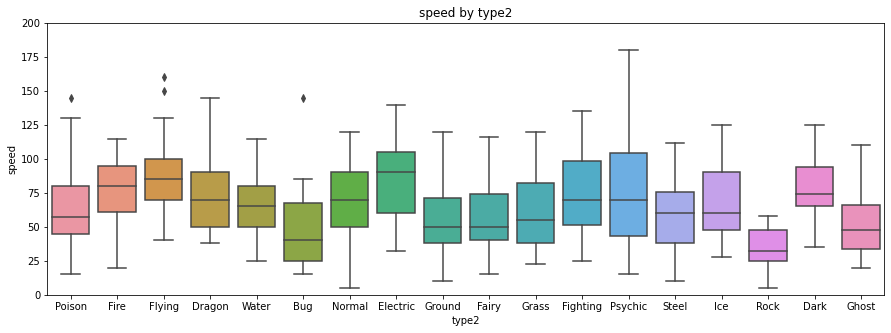 speed by type2
speed
200
175
150
125
100
75
50
25
0
Poison Fire Flying Dragon Water Bug Normal Electric Ground Fairy Grass Fighting Psychic Steel Ice Rock Dark Ghost
type2